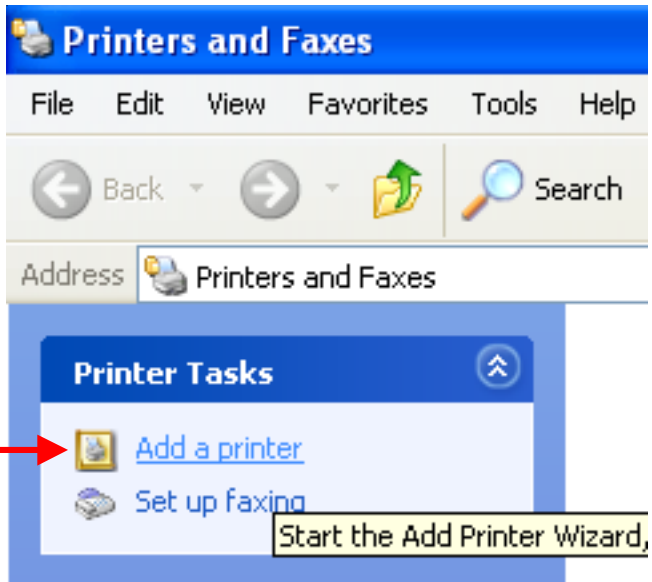 Printers and Faxes
File Edit View Favorites Tools Help
Back Search
Address Printers and Faxes
Printer Tasks
Add a printer
Set up faxing
Start the Add Printer Wizard,